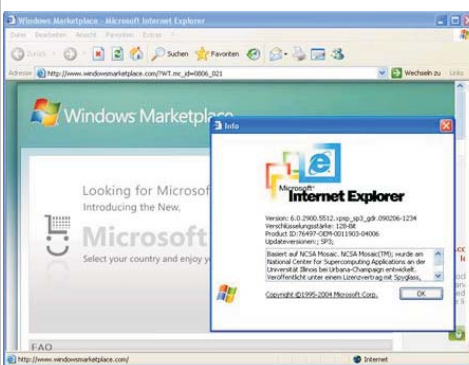 Windows Marketplace - Microsoft Internet Explorer
Datei Bearbeiten Ansicht Favoriten Extras ?
Zurück Suchen Favoriten
Adresse http://www.windowsmarketplace.com/?WT.mc_id=0806_021 Wechseln zu Links
Windows Marketplace
Info
Microsoft
Internet Explorer
Looking for Microsof
Introducing the New.
Microsoft
Select your country and enjoy y
Version: 6.0.2900.5512.xpsp_sp3_gdr.090206-1234
Verschlüsselungsstärke: 128-Bit
Product ID:76497-OEM-0011903-04006
Updateversionen:; SP3;
Basiert auf NCSA Mosaic. NCSA Mosaic(TM); wurde am
National Center for Supercomputing Applications an der
Universität Illinois bei Urbana-Champaign entwickelt.
Veröffentlicht unter einem Lizenzvertrag mit Spyglass,
Copyright ©1995-2004 Microsoft Corp.
OK
FAQ
http://www.windowsmarketplace.com/ Internet